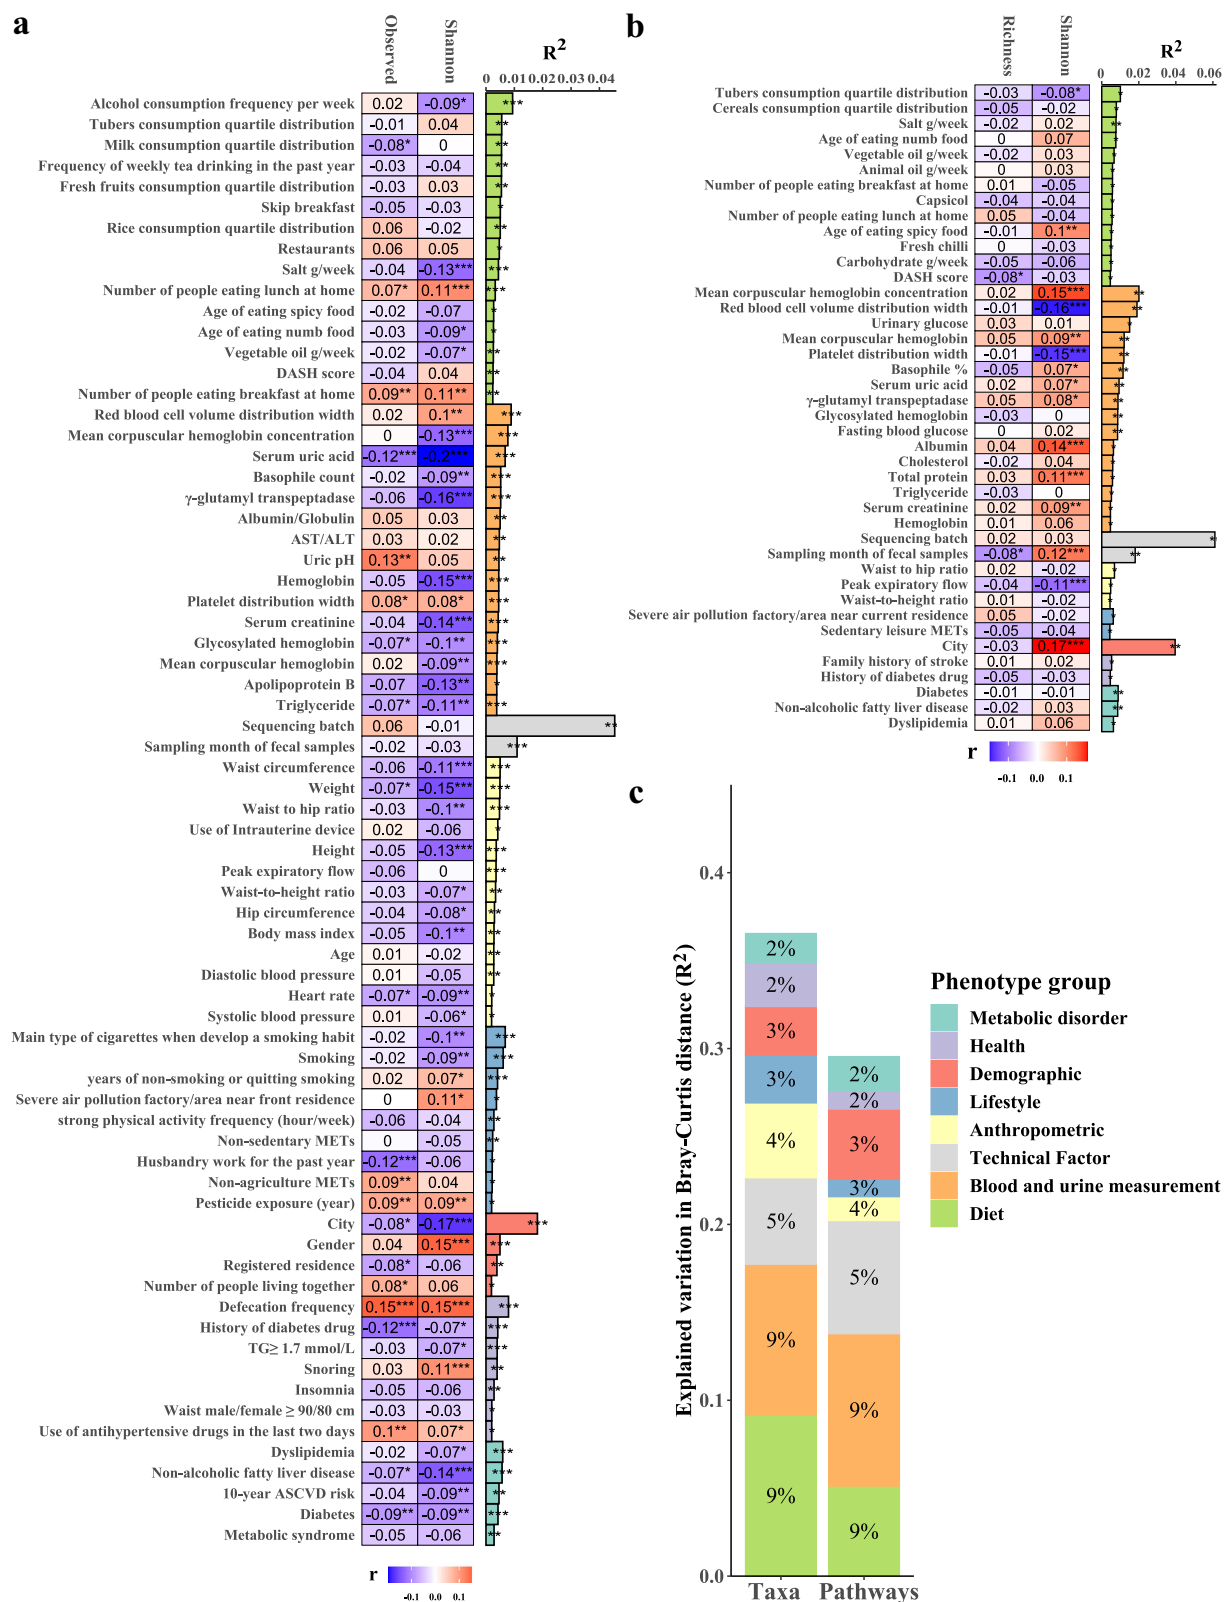 a
Observed
Shannon
R²
0 0.01 0.02 0.03 0.04
Alcohol consumption frequency per week 0.02 -0.09* ***
Tubers consumption quartile distribution -0.01 0.04 **
Milk consumption quartile distribution -0.08* 0 **
Frequency of weekly tea drinking in the past year -0.03 -0.04 **
Fresh fruits consumption quartile distribution -0.03 0.03 **
Skip breakfast -0.05 -0.03 *
Rice consumption quartile distribution 0.06 -0.02 **
Restaurants 0.06 0.05 *
Salt g/week -0.04 -0.13*** ***
Number of people eating lunch at home 0.07* 0.11*** ***
Age of eating spicy food -0.02 -0.07 *
Age of eating numb food -0.03 -0.09* *
Vegetable oil g/week -0.02 -0.07* **
DASH score -0.04 0.04 **
Number of people eating breakfast at home 0.09** 0.11** **
Red blood cell volume distribution width 0.02 0.1** ***
Mean corpuscular hemoglobin concentration 0 -0.13*** ***
Serum uric acid -0.12*** -0.2*** ***
Basophile count -0.02 -0.09** **
γ-glutamyl transpeptadase -0.06 -0.16*** ***
Albumin/Globulin 0.05 0.03 **
AST/ALT 0.03 0.02 **
Uric pH 0.13** 0.05 **
Hemoglobin -0.05 -0.15*** ***
Platelet distribution width 0.08* 0.08* ***
Serum creatinine -0.04 -0.14*** ***
Glycosylated hemoglobin -0.07* -0.1** ***
Mean corpuscular hemoglobin 0.02 -0.09** ***
Apolipoprotein B -0.07 -0.13** *
Triglyceride -0.07* -0.11** ***
Sequencing batch 0.06 -0.01 **
Sampling month of fecal samples -0.02 -0.03 ***
Waist circumference -0.06 -0.11*** ***
Weight -0.07* -0.15*** ***
Waist to hip ratio -0.03 -0.1** ***
Use of Intrauterine device 0.02 -0.06 *
Height -0.05 -0.13*** ***
Peak expiratory flow -0.06 0 ***
Waist-to-height ratio -0.03 -0.07* **
Hip circumference -0.04 -0.08* **
Body mass index -0.05 -0.1** **
Age 0.01 -0.02 **
Diastolic blood pressure 0.01 -0.05 **
Heart rate -0.07* -0.09** *
Systolic blood pressure 0.01 -0.06* *
Main type of cigarettes when develop a smoking habit -0.02 -0.1** ***
Smoking -0.02 -0.09** ***
years of non-smoking or quitting smoking 0.02 0.07* ***
Severe air pollution factory/area near front residence 0 0.11* *
strong physical activity frequency (hour/week) -0.06 -0.04 **
Non-sedentary METs 0 -0.05 **
Husbandry work for the past year -0.12*** -0.06 *
Non-agriculture METs 0.09** 0.04 *
Pesticide exposure (year) 0.09** 0.09** *
City -0.08* -0.17*** ***
Gender 0.04 0.15*** ***
Registered residence -0.08* -0.06 **
Number of people living together 0.08* 0.06 *
Defecation frequency 0.15*** 0.15*** ***
History of diabetes drug -0.12*** -0.07* ***
TG≥ 1.7 mmol/L -0.03 -0.07* ***
Snoring 0.03 0.11*** **
Insomnia -0.05 -0.06 **
Waist male/female ≥ 90/80 cm -0.03 -0.03 *
Use of antihypertensive drugs in the last two days 0.1** 0.07* *
Dyslipidemia -0.02 -0.07* ***
Non-alcoholic fatty liver disease -0.07* -0.14*** ***
10-year ASCVD risk -0.04 -0.09** **
Diabetes -0.09** -0.09** ***
Metabolic syndrome -0.05 -0.06 **
r
-0.1 0.0 0.1
b
Richness
Shannon
R²
0 0.02 0.04 0.06
Tubers consumption quartile distribution -0.03 -0.08* *
Cereals consumption quartile distribution -0.05 -0.02 *
Salt g/week -0.02 0.02 **
Age of eating numb food 0 0.07 *
Vegetable oil g/week -0.02 0.03 *
Animal oil g/week 0 0.03 *
Number of people eating breakfast at home 0.01 -0.05 *
Capsicol -0.04 -0.04 *
Number of people eating lunch at home 0.05 -0.04 *
Age of eating spicy food -0.01 0.1** *
Fresh chilli 0 -0.03 *
Carbohydrate g/week -0.05 -0.06 *
DASH score -0.08* -0.03 *
Mean corpuscular hemoglobin concentration 0.02 0.15*** **
Red blood cell volume distribution width -0.01 -0.16*** **
Urinary glucose 0.03 0.01 *
Mean corpuscular hemoglobin 0.05 0.09** **
Platelet distribution width -0.01 -0.15*** **
Basophile % -0.05 0.07* **
Serum uric acid 0.02 0.07* **
γ-glutamyl transpeptadase 0.05 0.08* **
Glycosylated hemoglobin -0.03 0 **
Fasting blood glucose 0 0.02 **
Albumin 0.04 0.14*** *
Cholesterol -0.02 0.04 *
Total protein 0.03 0.11*** *
Triglyceride -0.03 0 *
Serum creatinine 0.02 0.09** *
Hemoglobin 0.01 0.06 *
Sequencing batch 0.02 0.03 **
Sampling month of fecal samples -0.08* 0.12*** **
Waist to hip ratio 0.02 -0.02 *
Peak expiratory flow -0.04 -0.11*** *
Waist-to-height ratio 0.01 -0.02 *
Severe air pollution factory/area near current residence 0.05 -0.02 *
Sedentary leisure METs -0.05 -0.04 *
City -0.03 0.17*** **
Family history of stroke 0.01 0.02 *
History of diabetes drug -0.05 -0.03 *
Diabetes -0.01 -0.01 **
Non-alcoholic fatty liver disease -0.02 0.03 **
Dyslipidemia 0.01 0.06 *
r
-0.1 0.0 0.1
c
Explained variation in Bray-Curtis distance (R²)
0.4
0.3
0.2
0.1
0.0
2%
2%
3%
3%
4%
5%
9%
9%
2%
2%
3%
3%
4%
5%
9%
9%
Taxa Pathways
Phenotype group
Metabolic disorder
Health
Demographic
Lifestyle
Anthropometric
Technical Factor
Blood and urine measurement
Diet